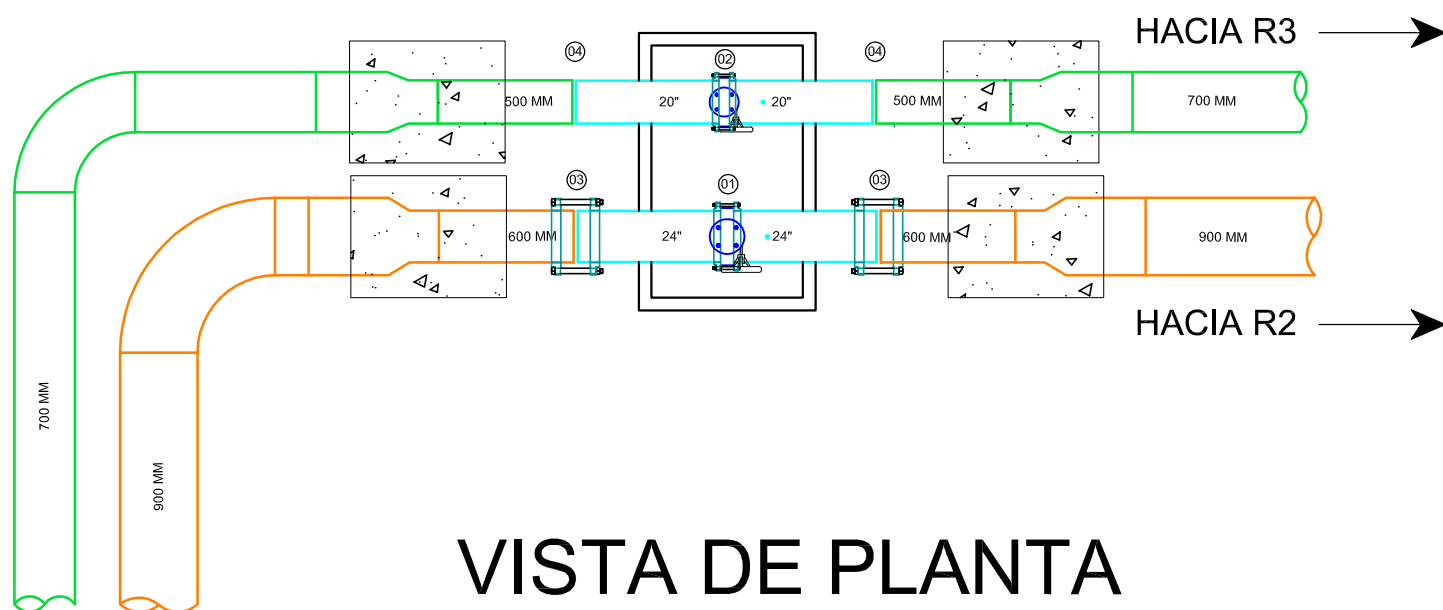 HACIA R3
04
02
04
500 MM
20"
20"
500 MM
700 MM
03
01
03
600 MM
24"
24"
600 MM
900 MM
HACIA R2
700 MM
900 MM
VISTA DE PLANTA